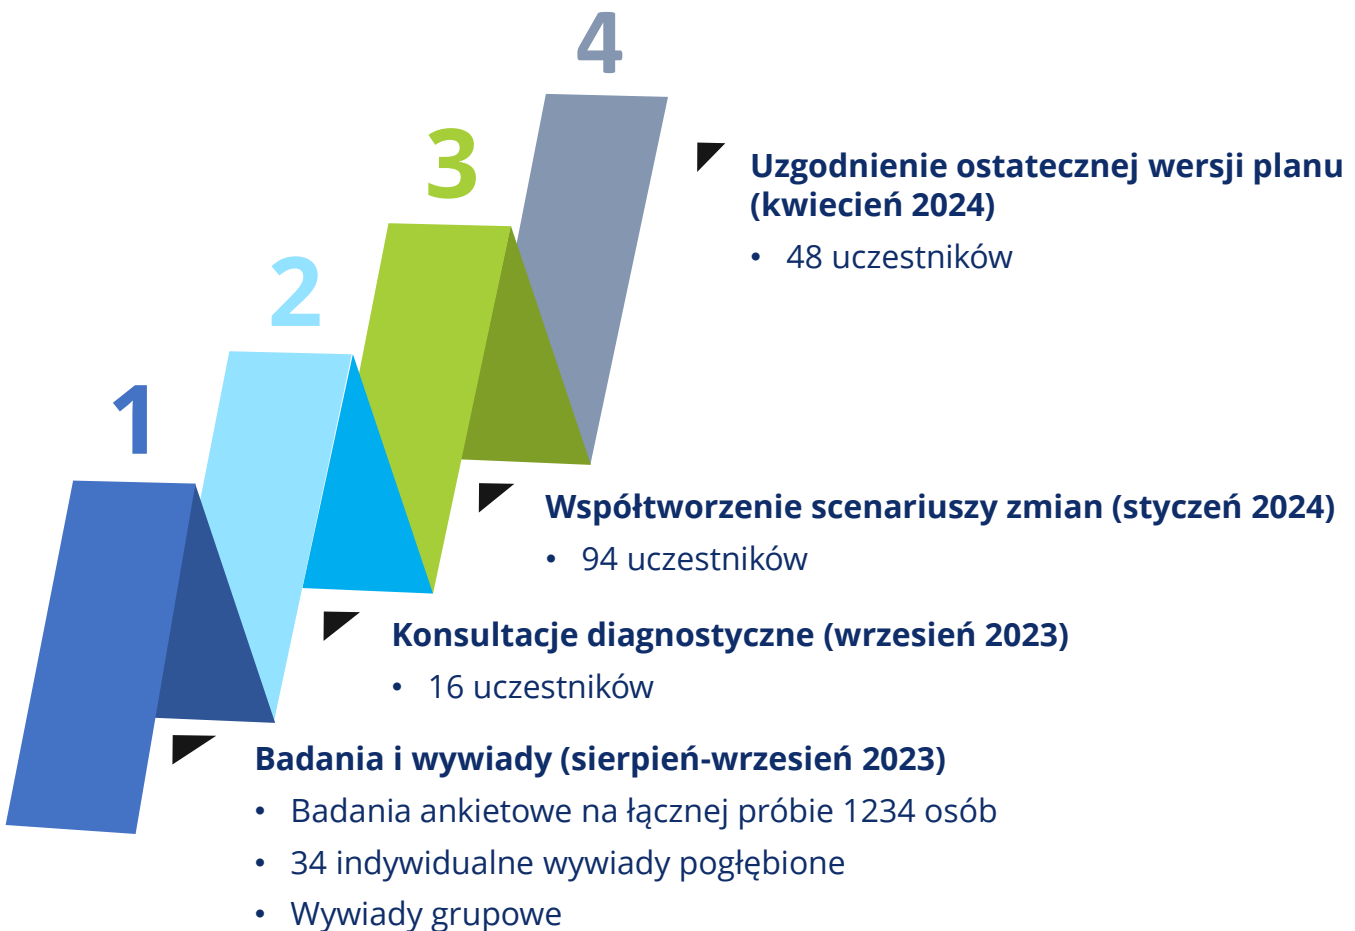 4
3
2
1
Uzgodnienie ostatecznej wersji planu
(kwiecień 2024)
• 48 uczestników
Współtworzenie scenariuszy zmian (styczeń 2024)
• 94 uczestników
Konsultacje diagnostyczne (wrzesień 2023)
• 16 uczestników
Badania i wywiady (sierpień-wrzesień 2023)
• Badania ankietowe na łącznej próbie 1234 osób
• 34 indywidualne wywiady pogłębione
• Wywiady grupowe